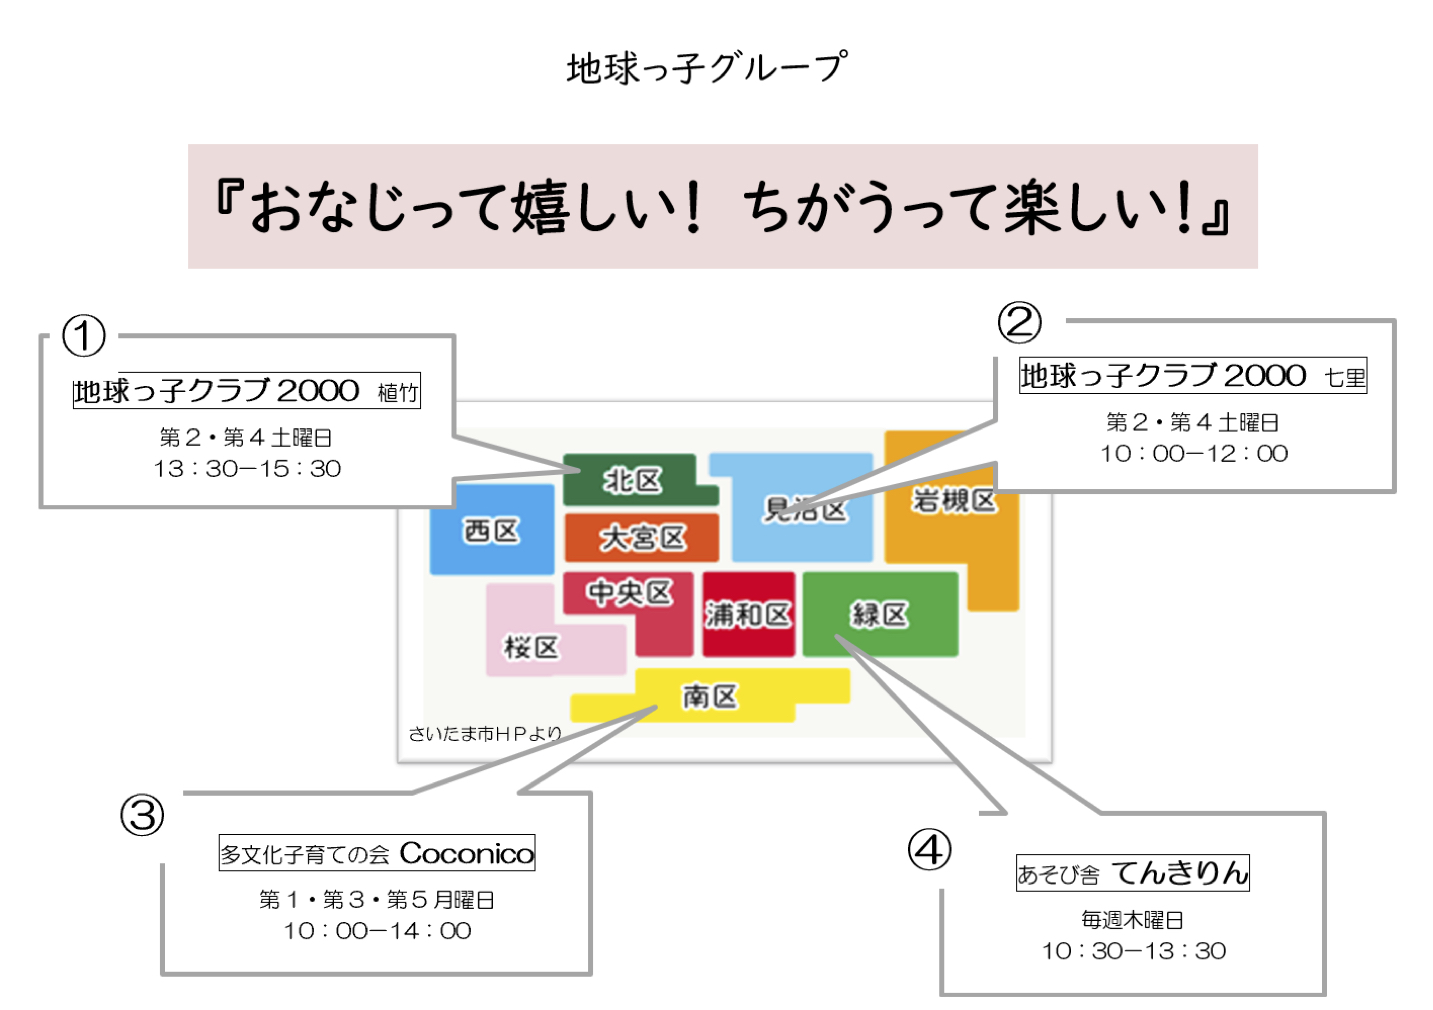 地球っ子グループ
『おなじって嬉しい！ ちがうって楽しい！』
①
地球っ子クラブ2000 植竹
第２・第４土曜日
13：30－15：30
②
地球っ子クラブ2000 七里
第２・第４土曜日
10：00－12：00
北区
西区
大宮区
見沼区
岩槻区
中央区
浦和区
緑区
桜区
南区
さいたま市ＨＰより
③
多文化子育ての会 Coconico
第１・第３・第５月曜日
10：00－14：00
④
あそび舎 てんきりん
毎週木曜日
10：30－13：30